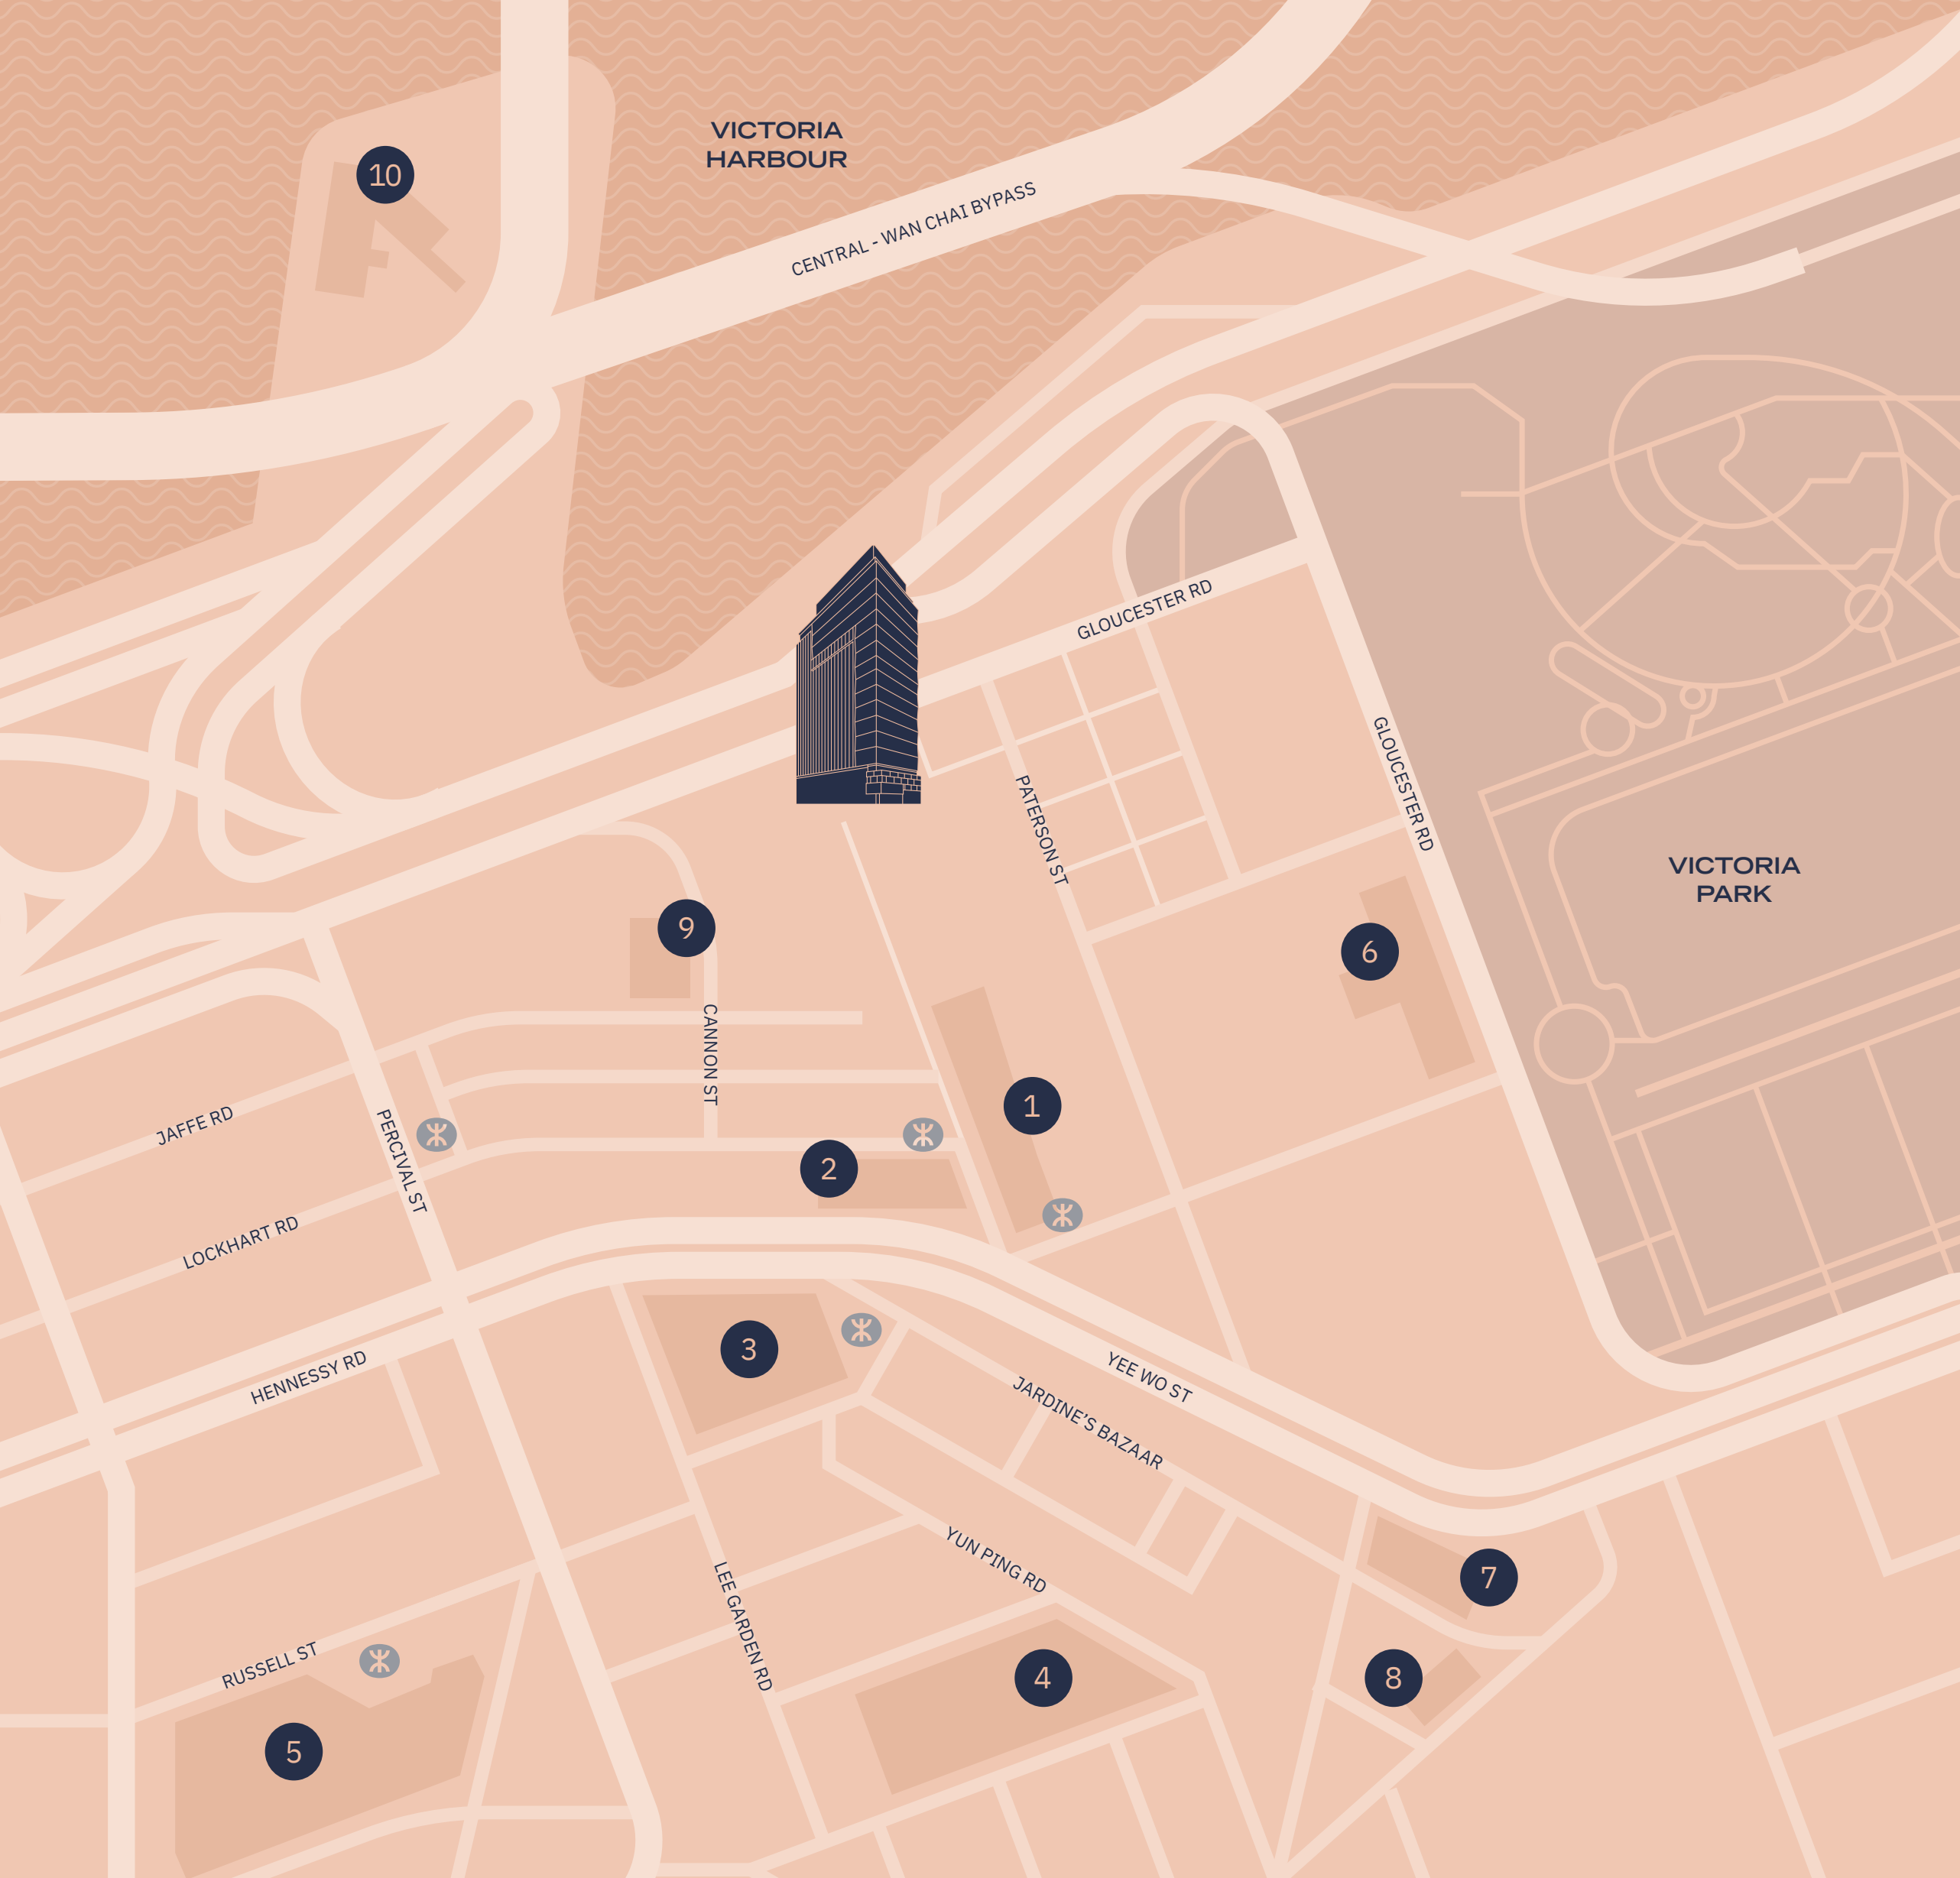 VICTORIA
HARBOUR
10
CENTRAL - WAN CHAI BYPASS
GLOUCESTER RD
GLOUCESTER RD
PATERSON ST
VICTORIA
PARK
9
6
CANNON ST
1
JAFFE RD
PERCIVAL ST
2
LOCKHART RD
3
HENNESSY RD
YEE WO ST
JARDINE’S BAZAAR
YUN PING RD
7
LEE GARDEN RD
RUSSELL ST
4
8
5